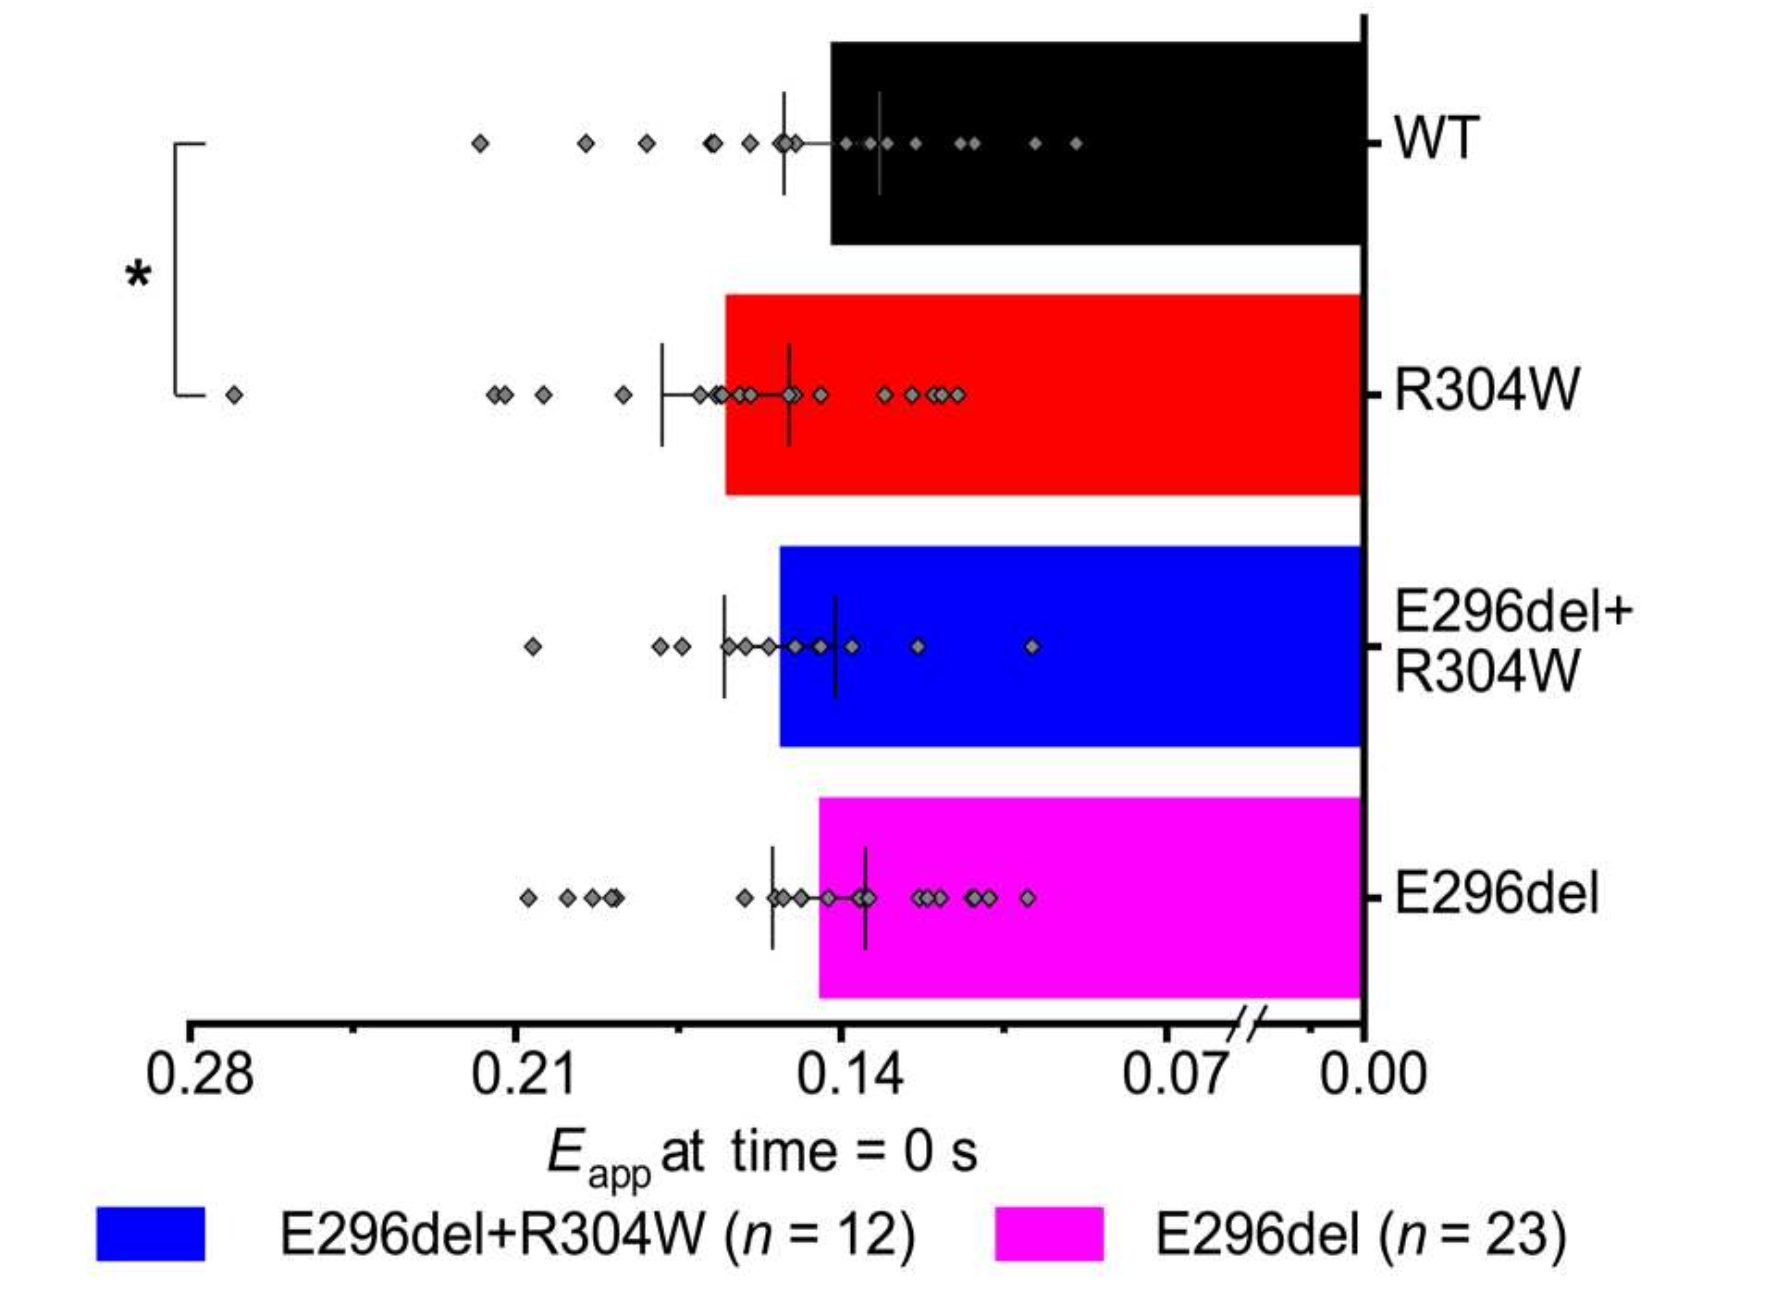 WT
*
R304W
E296del+
R304W
E296del
0.28 0.21 0.14 0.07 0.00
Eapp at time = 0 s
E296del+R304W (n = 12) E296del (n = 23)